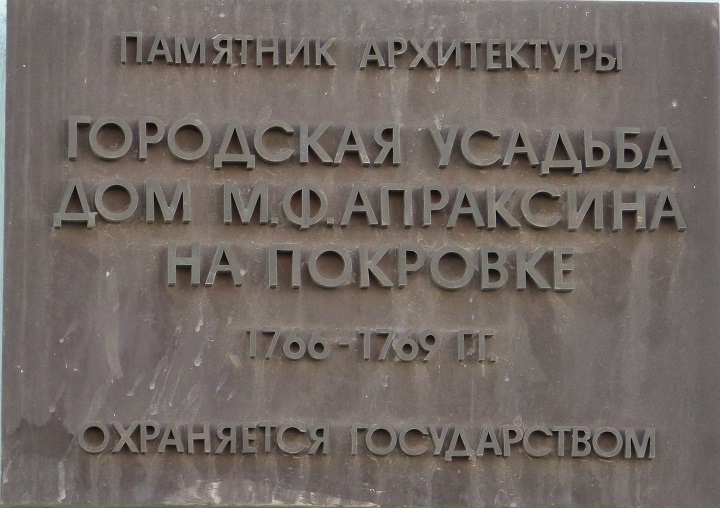 ПАМЯТНИК АРХИТЕКТУРЫ
ГОРОДСКАЯ УСАДЬБА
ДОМ М.Ф.АПРАКСИНА
НА ПОКРОВКЕ
1766-1769 ГГ.
ОХРАНЯЕТСЯ ГОСУДАРСТВОМ